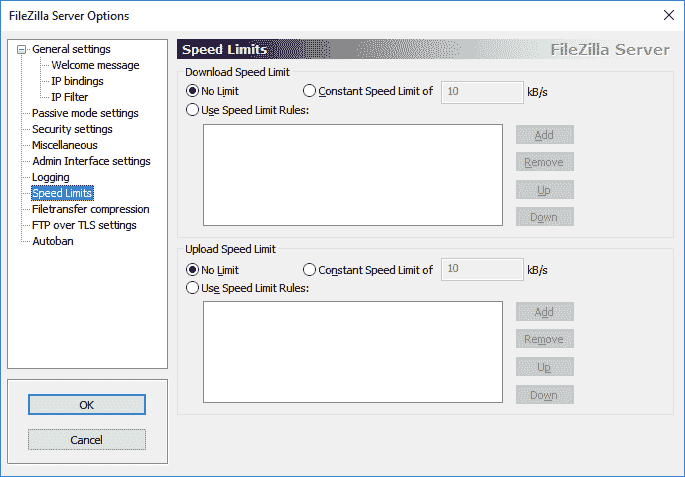 FileZilla Server Options
General settings
Welcome message
IP bindings
IP Filter
Passive mode settings
Security settings
Miscellaneous
Admin Interface settings
Logging
Speed Limits
Filetransfer compression
FTP over TLS settings
Autoban
OK
Cancel
Speed Limits FileZilla Server
Download Speed Limit
No Limit Constant Speed Limit of 10 kB/s
Use Speed Limit Rules:
Add
Remove
Up
Down
Upload Speed Limit
No Limit Constant Speed Limit of 10 kB/s
Use Speed Limit Rules:
Add
Remove
Up
Down